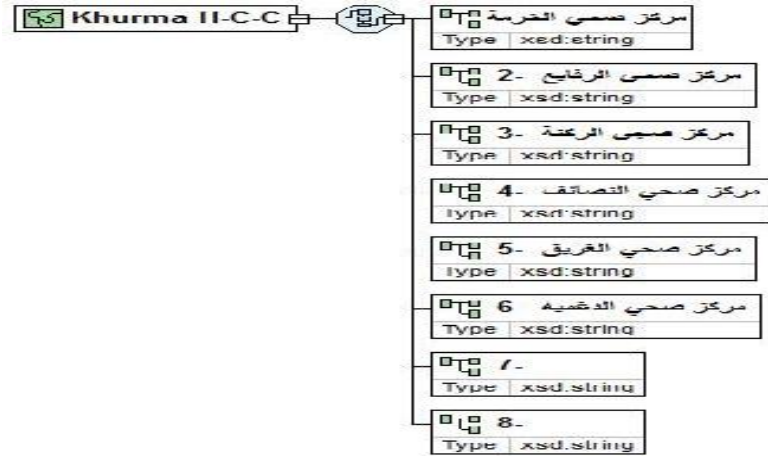 Khurma II-C-C
مركز صحي الخرمة
Type xsd:string
2- مركز صحي الرفايع
Type xsd:string
3- مركز صحي الركنة
Type xsd:string
4- مركز صحي النصائف
Type xsd:string
5- مركز صحي الغريق
Type xsd:string
6 مركز صحي الدغميه
Type xsd:string
7-
Type xsd:string
8-
Type xsd:string